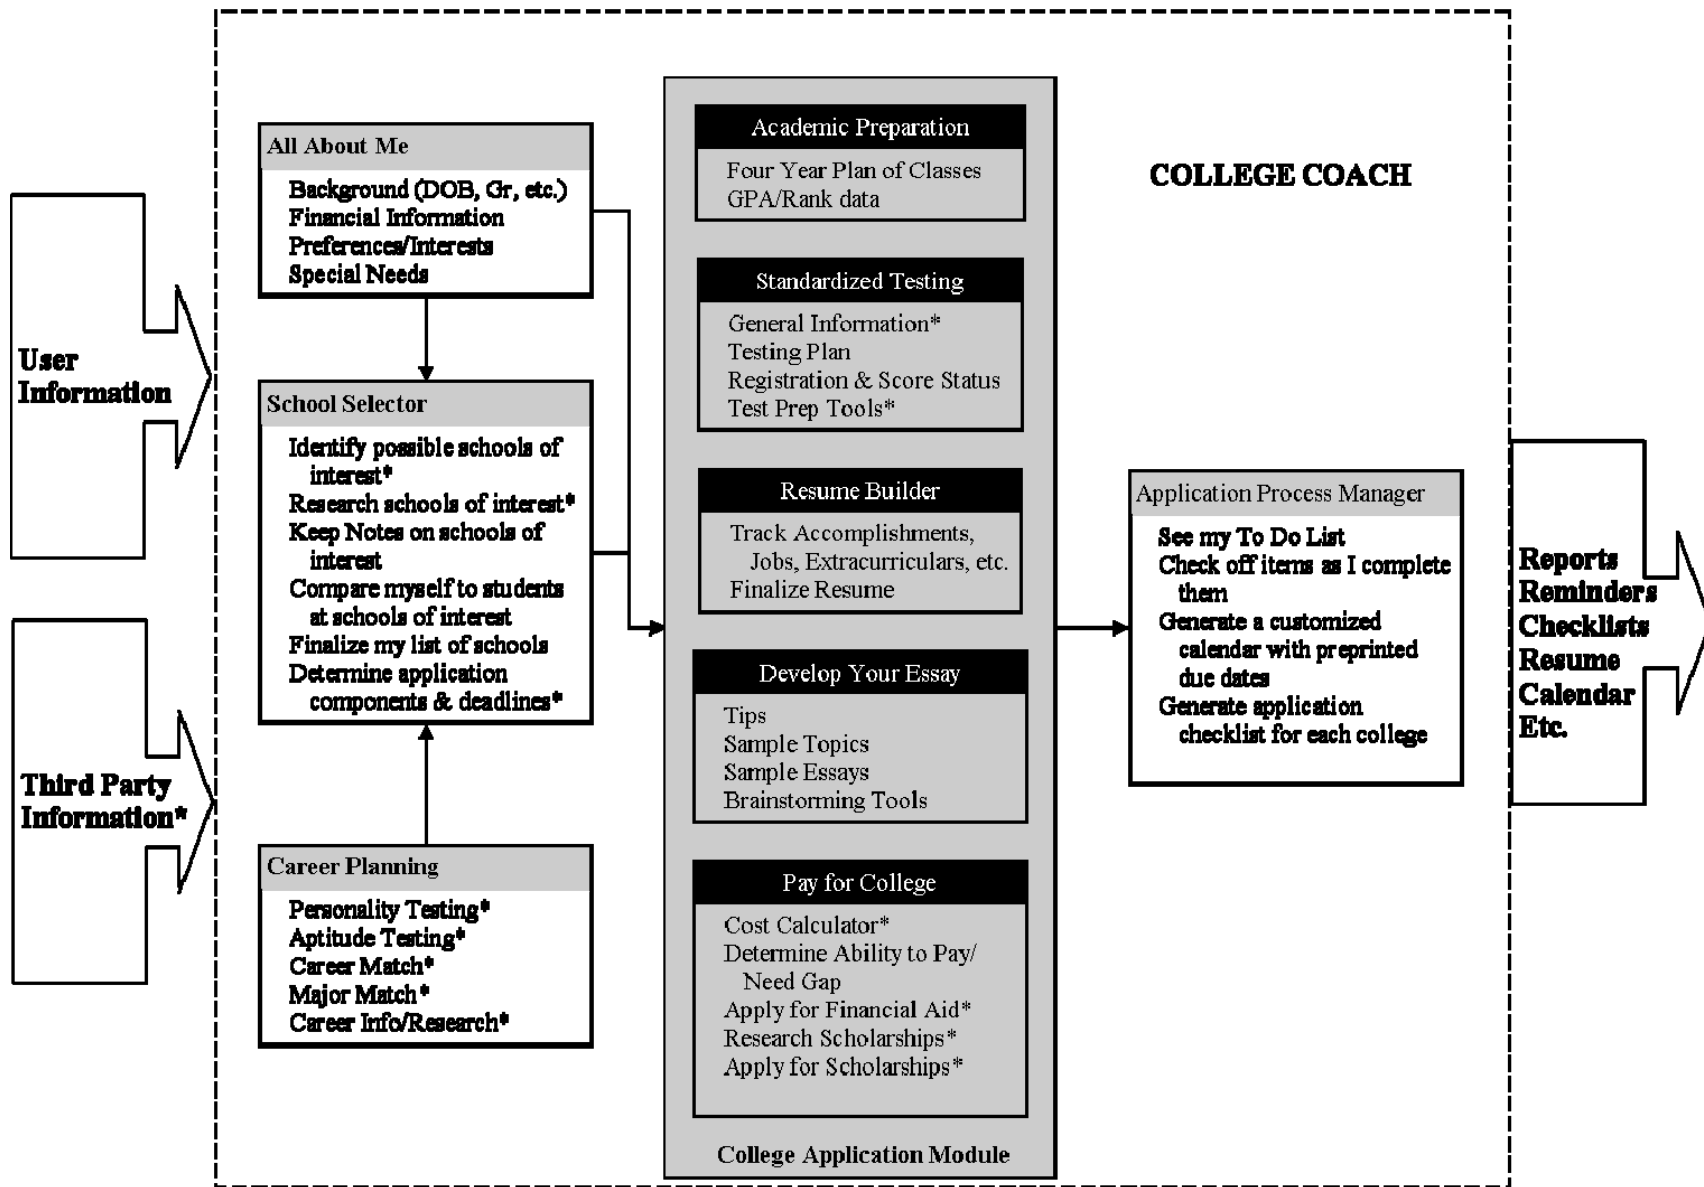 User
Information
Third Party
Information*
All About Me
Background (DOB, Gr, etc.)
Financial Information
Preferences/Interests
Special Needs
School Selector
Identify possible schools of
interest*
Research schools of interest*
Keep Notes on schools of
interest
Compare myself to students
at schools of interest
Finalize my list of schools
Determine application
components & deadlines*
Career Planning
Personality Testing*
Aptitude Testing*
Career Match*
Major Match*
Career Info/Research*
Academic Preparation
Four Year Plan of Classes
GPA/Rank data
Standardized Testing
General Information*
Testing Plan
Registration & Score Status
Test Prep Tools*
Resume Builder
Track Accomplishments,
Jobs, Extracurriculars, etc.
Finalize Resume
Develop Your Essay
Tips
Sample Topics
Sample Essays
Brainstorming Tools
Pay for College
Cost Calculator*
Determine Ability to Pay/
Need Gap
Apply for Financial Aid*
Research Scholarships*
Apply for Scholarships*
College Application Module
COLLEGE COACH
Application Process Manager
See my To Do List
Check off items as I complete
them
Generate a customized
calendar with preprinted
due dates
Generate application
checklist for each college
Reports
Reminders
Checklists
Resume
Calendar
Etc.